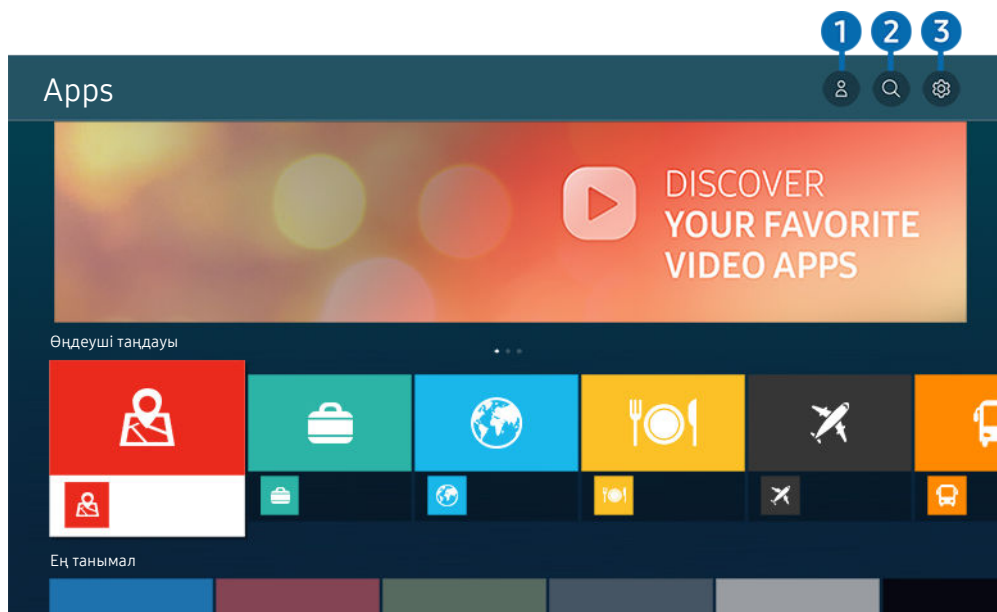 1 2 3
Apps
DISCOVER
YOUR FAVORITE
VIDEO APPS
Өңдеуші таңдауы
Ең танымал